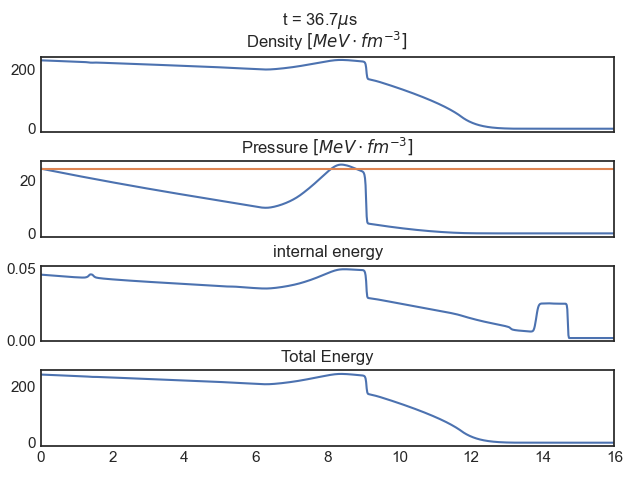 t = 36.7μs
Density [MeV · fm⁻³]
200
0
Pressure [MeV · fm⁻³]
20
0
internal energy
0.05
0.00
Total Energy
200
0
0 2 4 6 8 10 12 14 16